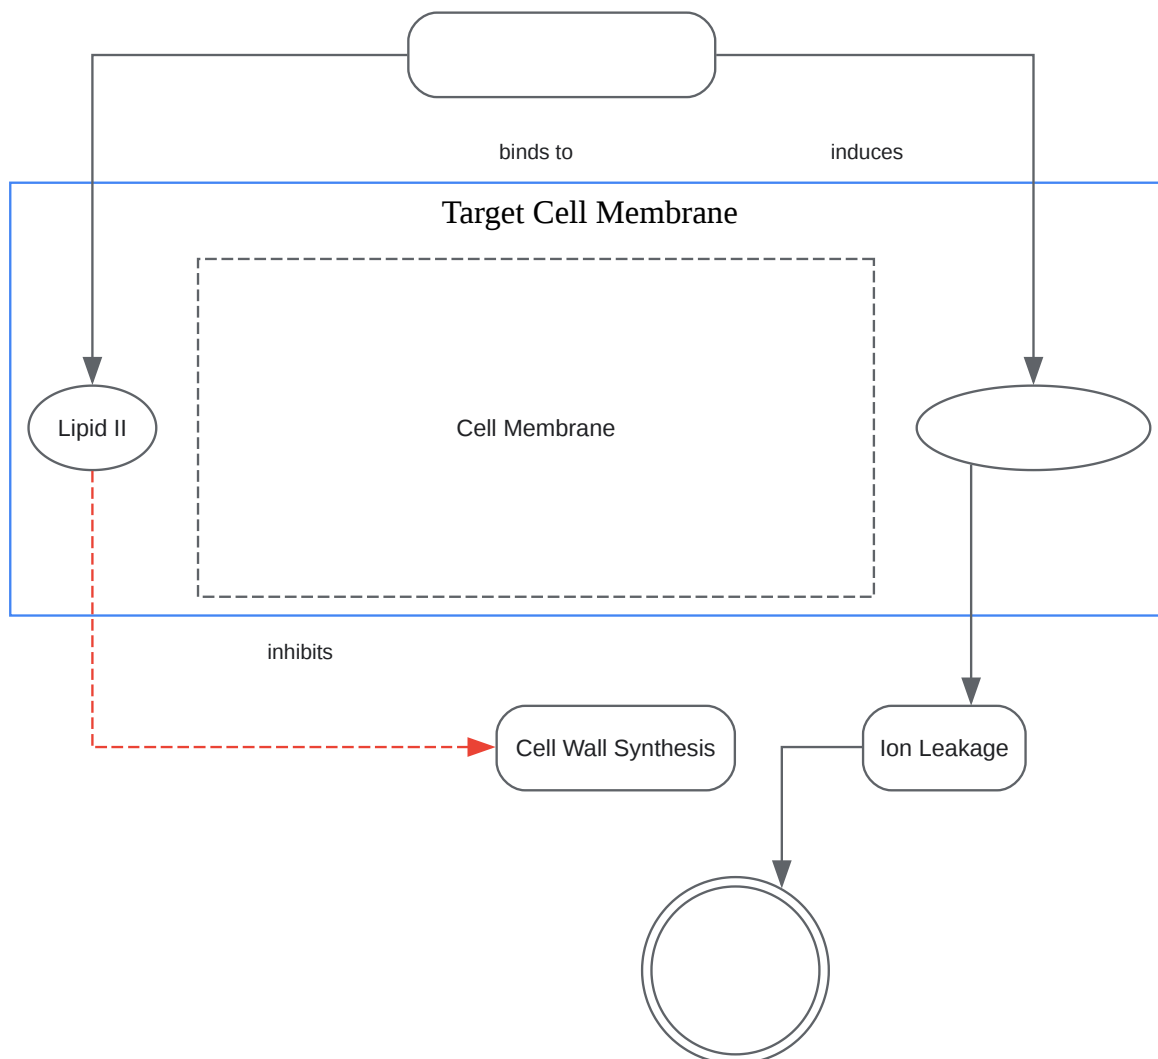 binds to
induces
Target Cell Membrane
Lipid II
Cell Membrane
inhibits
Cell Wall Synthesis
Ion Leakage